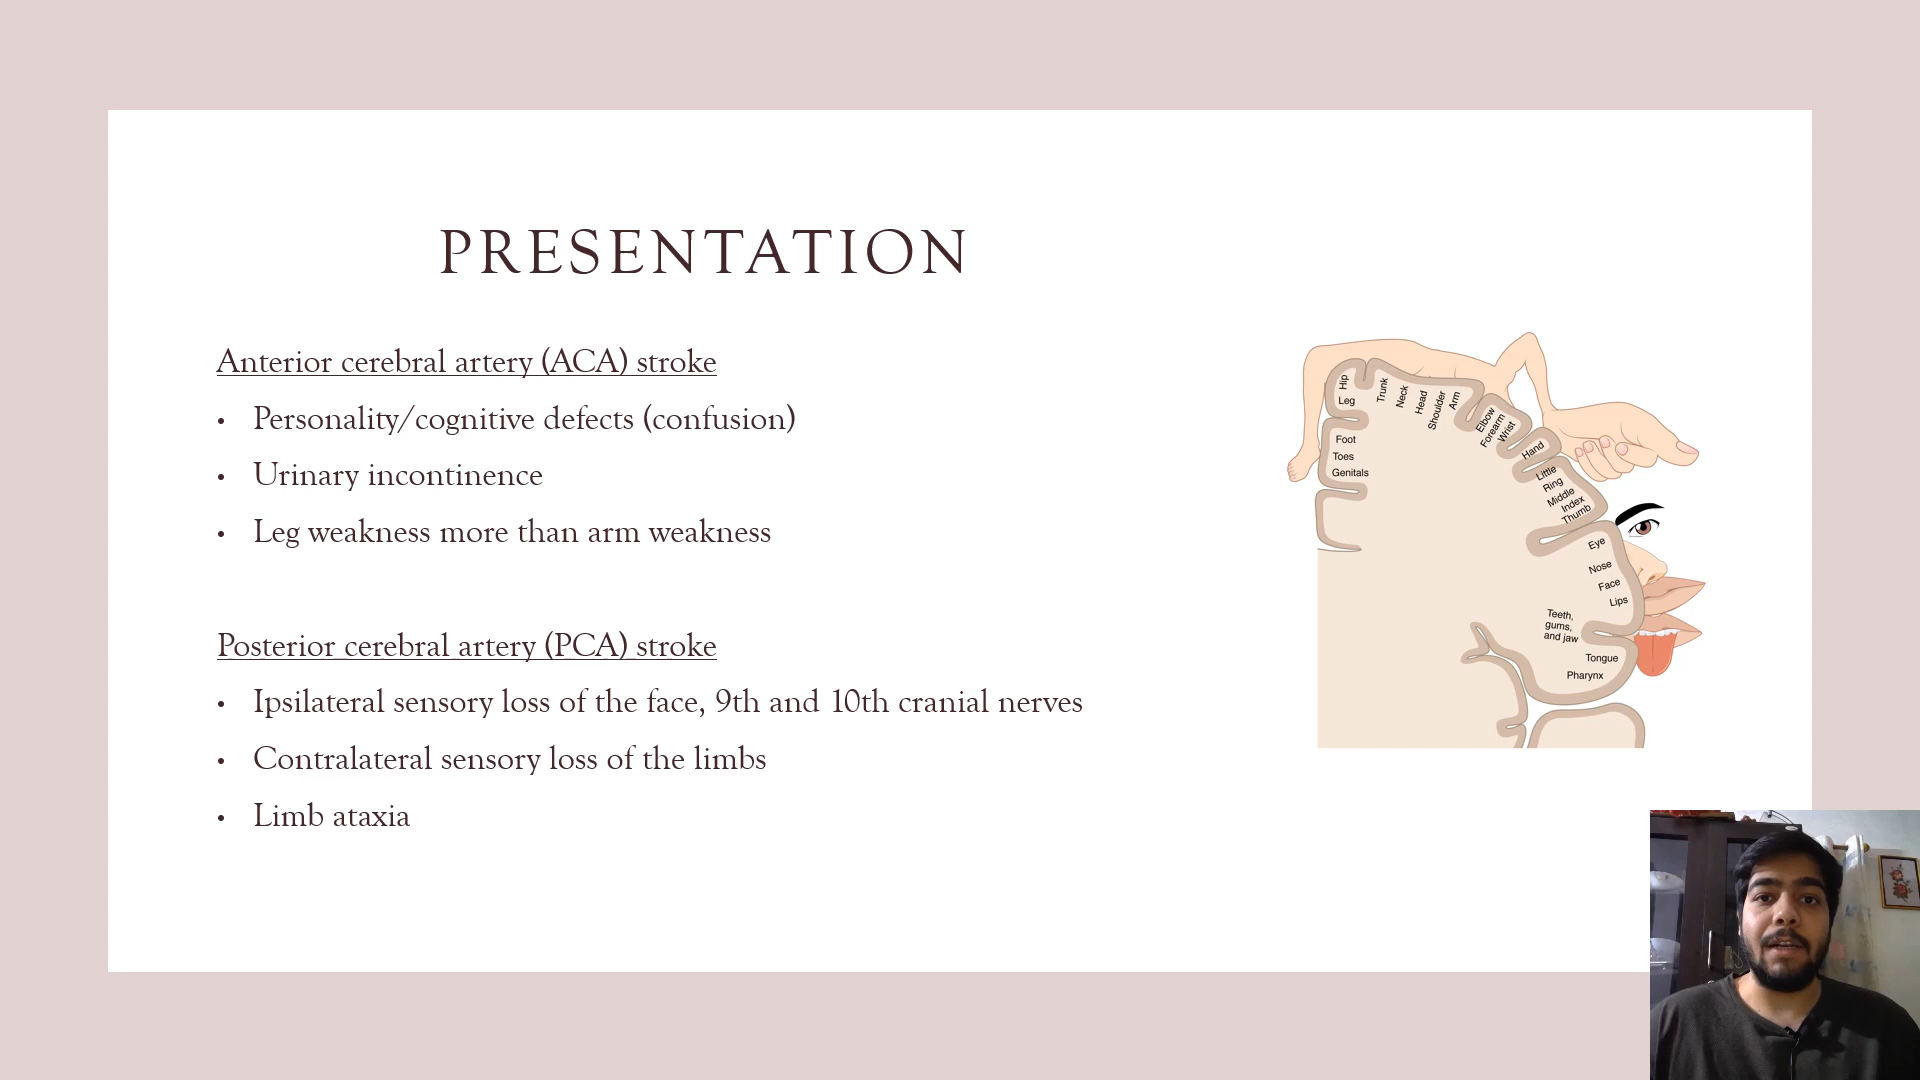 PRESENTATION
Anterior cerebral artery (ACA) stroke
• Personality/cognitive defects (confusion)
• Urinary incontinence
• Leg weakness more than arm weakness
Posterior cerebral artery (PCA) stroke
• Ipsilateral sensory loss of the face, 9th and 10th cranial nerves
• Contralateral sensory loss of the limbs
• Limb ataxia
Hip
Leg
Foot
Toes
Genitals
Trunk
Neck
Head
Shoulder
Arm
Elbow
Forearm
Wrist
Hand
Little
Ring
Middle
Index
Thumb
Eye
Nose
Face
Lips
Teeth,
gums,
and jaw
Tongue
Pharynx